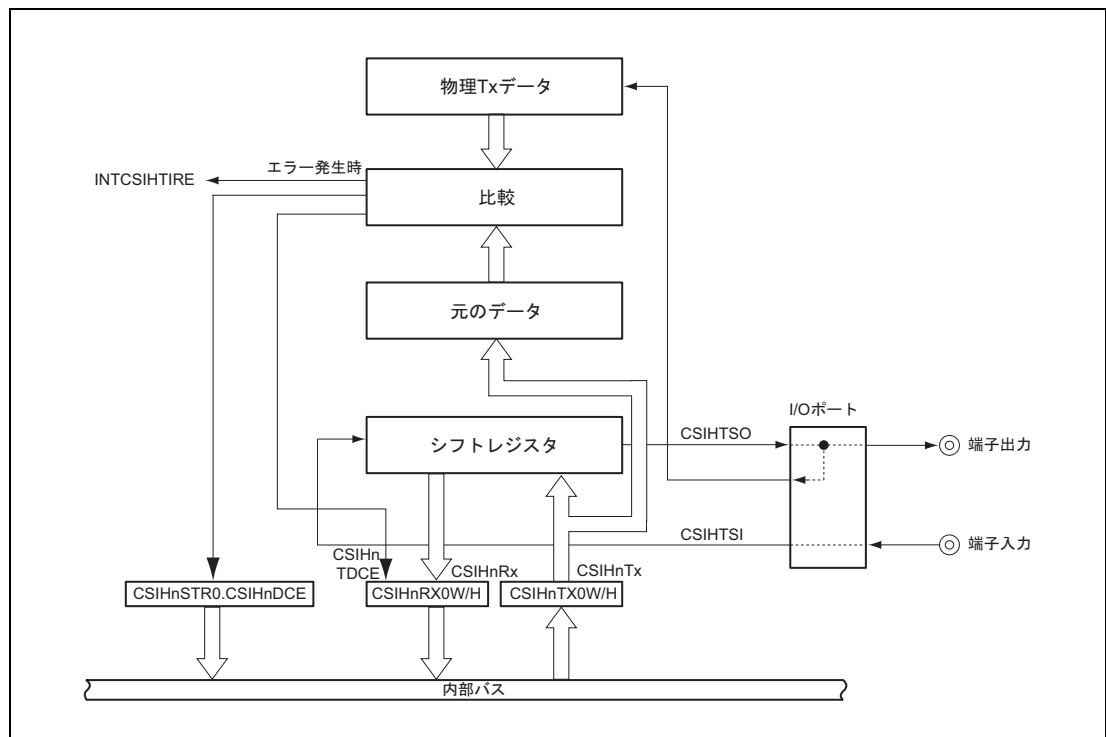 物理Txデータ
エラー発生時
INTCSIHTIRE
比較
元のデータ
I/Oポート
シフトレジスタ
CSIHTSO
端子出力
CSIHTSI
端子入力
CSIHn
TDCE
CSIHnRx
CSIHnTx
CSIHnSTR0.CSIHnDCE
CSIHnRX0W/H
CSIHnTX0W/H
内部バス